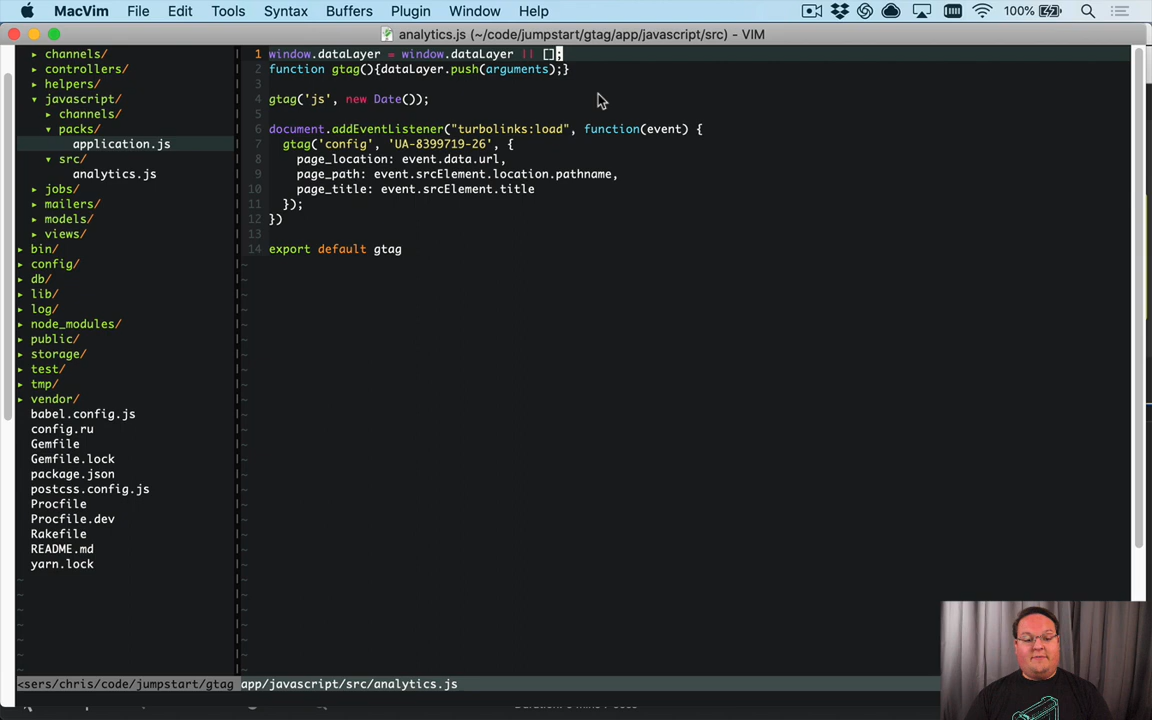 MacVim File Edit Tools Syntax Buffers Plugin Window Help 100%
analytics.js (~/code/jumpstart/gtag/app/javascript/src) - VIM
▸ channels/
▸ controllers/
▸ helpers/
▾ javascript/
▸ channels/
▾ packs/
application.js
▾ src/
analytics.js
▸ jobs/
▸ mailers/
▸ models/
▸ views/
▸ bin/
▸ config/
▸ db/
▸ lib/
▸ log/
▸ node_modules/
▸ public/
▸ storage/
▸ test/
▸ tmp/
▸ vendor/
babel.config.js
config.ru
Gemfile
Gemfile.lock
package.json
postcss.config.js
Procfile
Procfile.dev
Rakefile
README.md
yarn.lock
1 window.dataLayer = window.dataLayer || [];
2 function gtag(){dataLayer.push(arguments);}
3
4 gtag('js', new Date());
5
6 document.addEventListener("turbolinks:load", function(event) {
7 gtag('config', 'UA-8399719-26', {
8 page_location: event.data.url,
9 page_path: event.srcElement.location.pathname,
10 page_title: event.srcElement.title
11 });
12 })
13
14 export default gtag
<sers/chris/code/jumpstart/gtag app/javascript/src/analytics.js